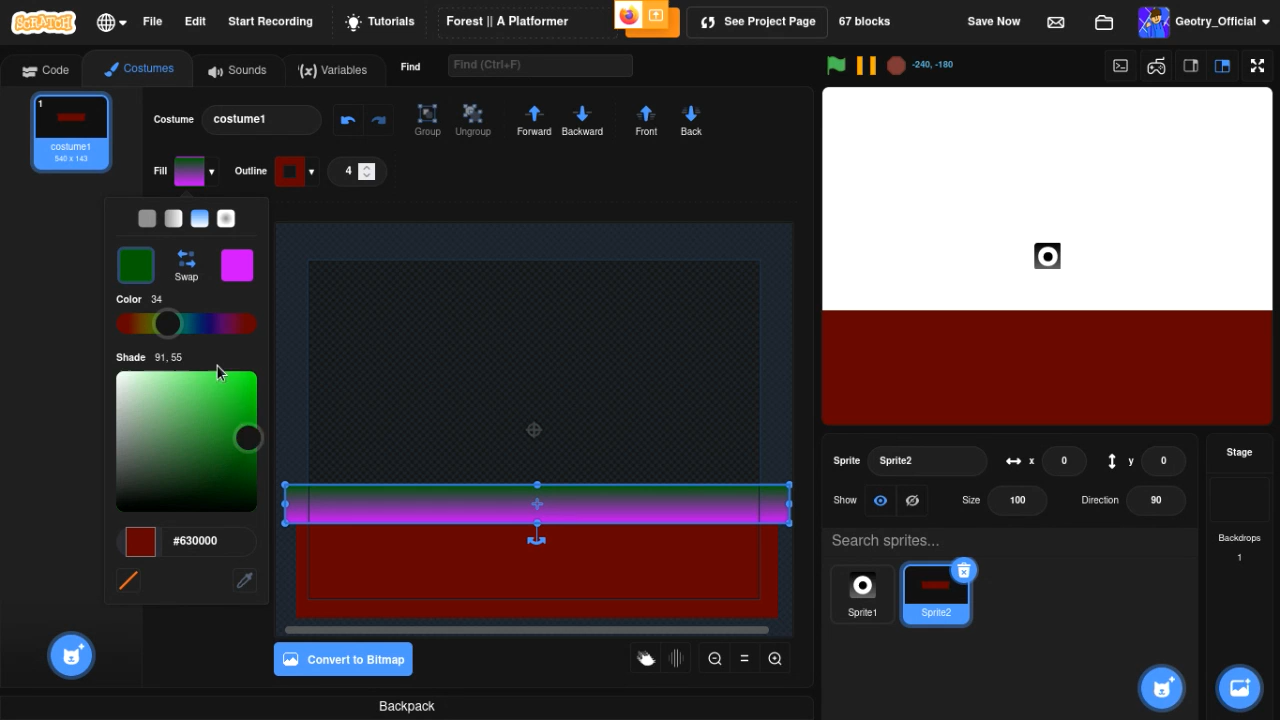 SCRATCH File Edit Start Recording Tutorials Forest || A Platformer See Project Page 67 blocks Save Now Geotry_Official
Code Costumes Sounds Variables Find Find (Ctrl+F) -240, -180
1
costume1
540 x 143
Costume costume1 Group Ungroup Forward Backward Front Back
Fill Outline 4
Swap
Color 34
Shade 91, 55
#630000
Convert to Bitmap
Backpack
Sprite Sprite2 x 0 y 0
Show Size 100 Direction 90
Search sprites...
Sprite1 Sprite2
Stage
Backdrops
1